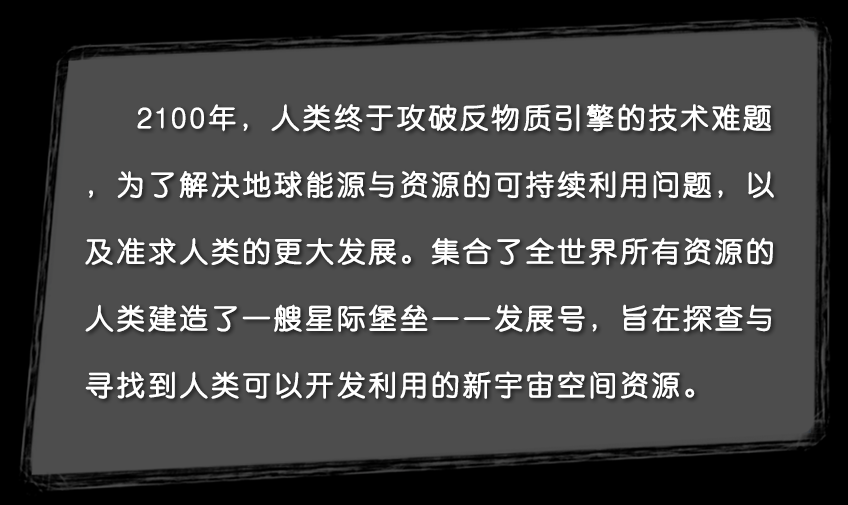 2100年，人类终于攻破反物质引擎的技术难题
，为了解决地球能源与资源的可持续利用问题，以
及准求人类的更大发展。集合了全世界所有资源的
人类建造了一艘星际堡垒一一发展号，旨在探查与
寻找到人类可以开发利用的新宇宙空间资源。